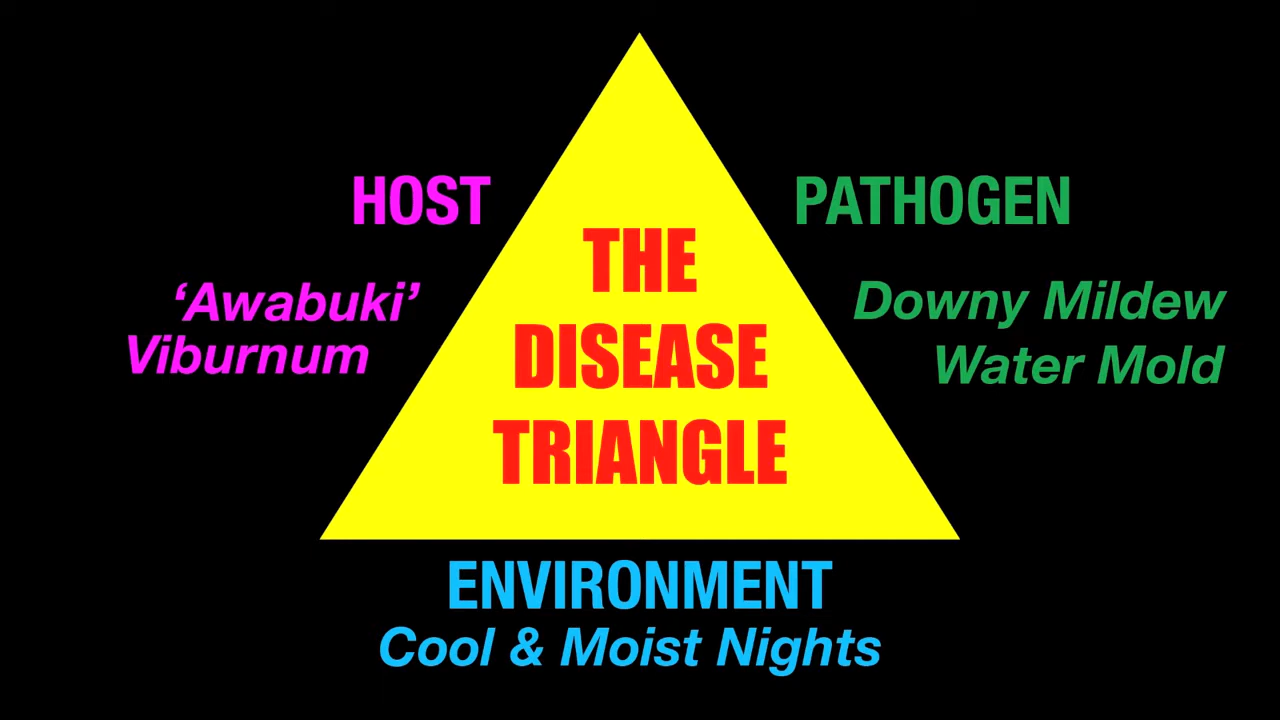 HOST
PATHOGEN
THE
DISEASE
TRIANGLE
‘Awabuki’
Viburnum
Downy Mildew
Water Mold
ENVIRONMENT
Cool & Moist Nights